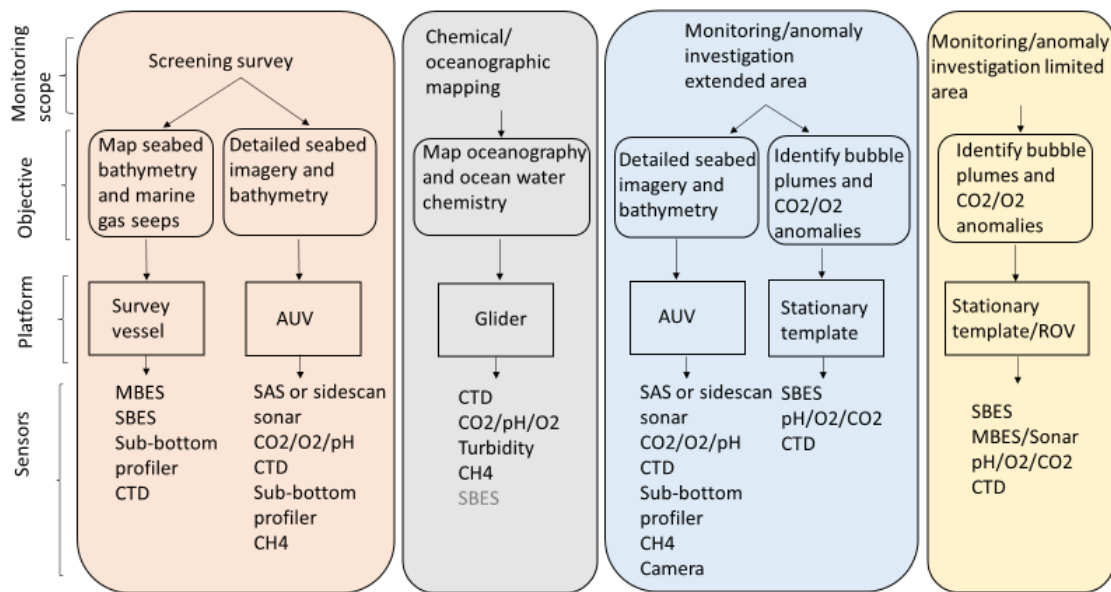 Monitoring
scope
Screening survey
Chemical/
oceanographic
mapping
Monitoring/anomaly
investigation
extended area
Monitoring/anomaly
investigation limited
area
Objective
Map seabed
bathymetry
and marine
gas seeps
Detailed seabed
imagery and
bathymetry
Map oceanography
and ocean water
chemistry
Detailed seabed
imagery and
bathymetry
Identify bubble
plumes and
CO2/O2
anomalies
Identify bubble
plumes and
CO2/O2
anomalies
Platform
Survey
vessel
AUV
Glider
AUV
Stationary
template
Stationary
template/ROV
Sensors
MBES
SBES
Sub-bottom
profiler
CTD
SAS or sidescan
sonar
CO2/O2/pH
CTD
Sub-bottom
profiler
CH4
CTD
CO2/pH/O2
Turbidity
CH4
SBES
SAS or sidescan
sonar
CO2/O2/pH
CTD
Sub-bottom
profiler
CH4
Camera
SBES
pH/O2/CO2
CTD
SBES
MBES/Sonar
pH/O2/CO2
CTD